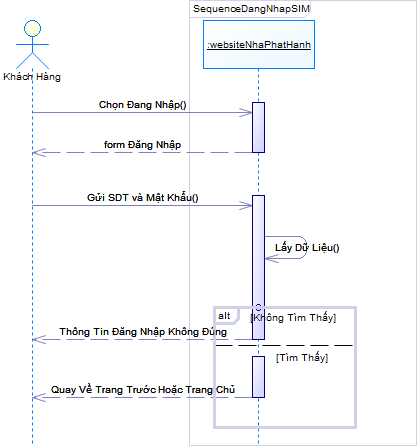 SequenceDangNhapSIM
:websiteNhaPhatHanh
Khách Hàng
Chọn Đang Nhập()
form Đăng Nhập
Gửi SDT và Mật Khẩu()
Lấy Dữ Liệu()
alt
[Không Tìm Thấy]
Thông Tin Đăng Nhập Không Đúng
[Tìm Thấy]
Quay Về Trang Trước Hoặc Trang Chủ